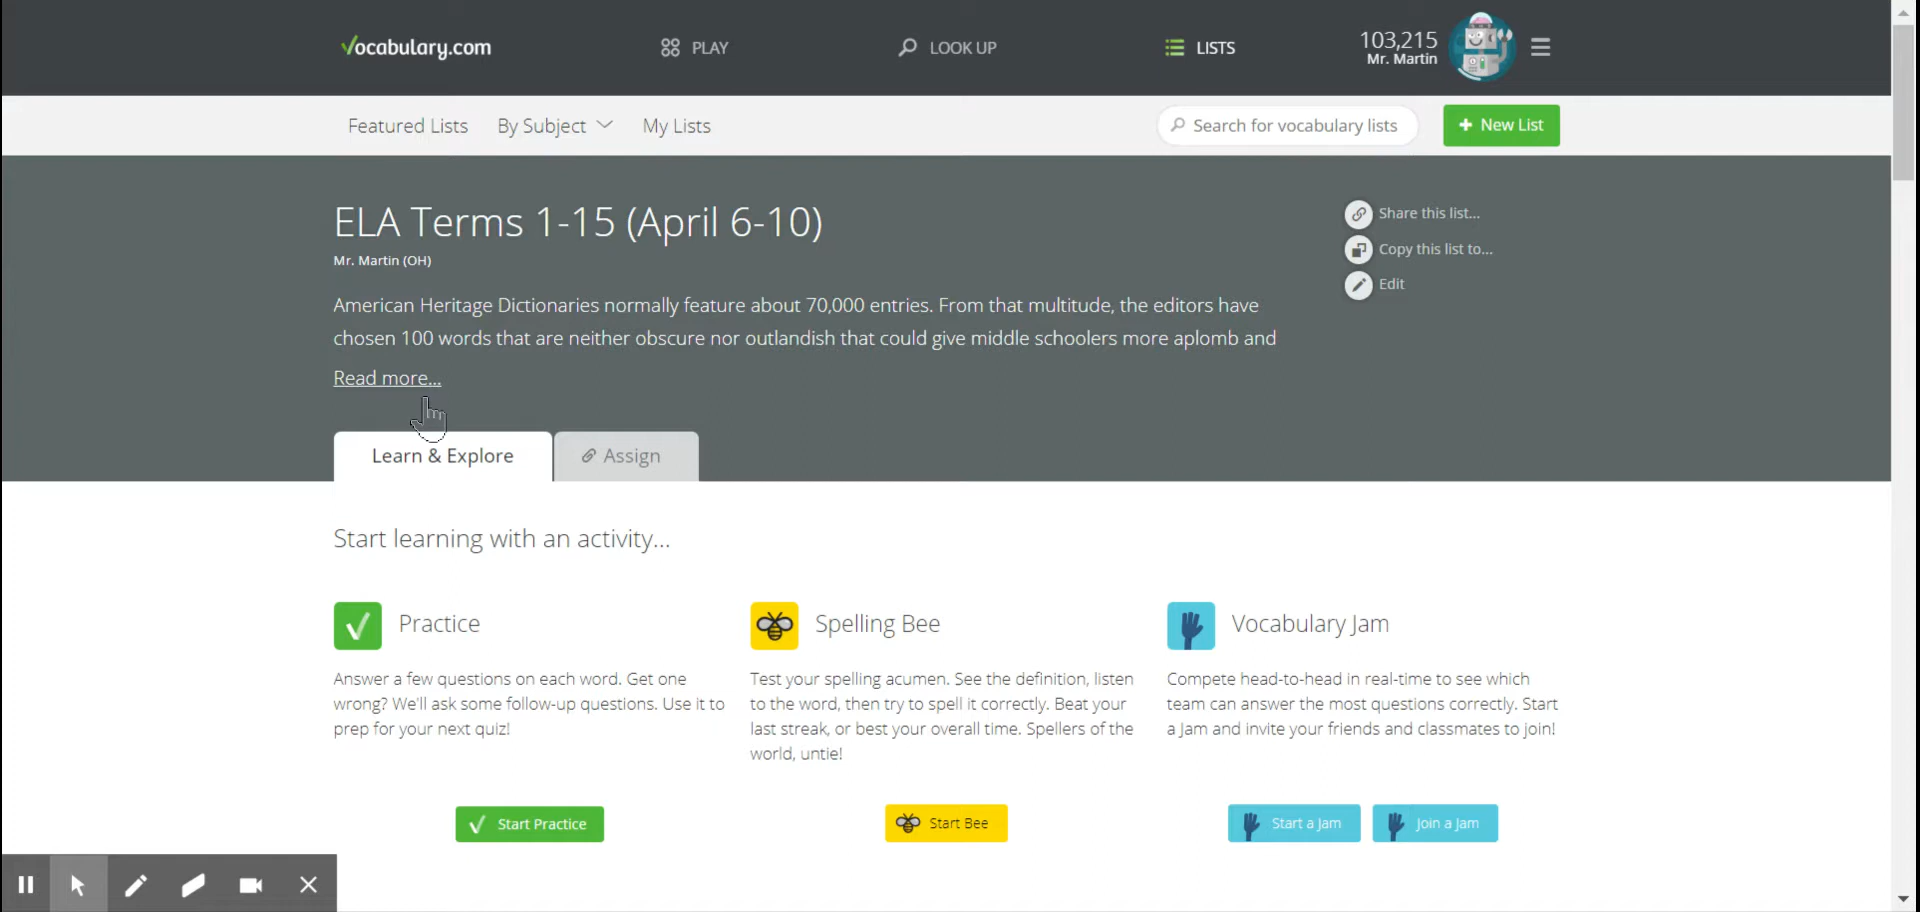 Vocabulary.com
PLAY
LOOK UP
LISTS
103,215
Mr. Martin
Featured Lists
By Subject
My Lists
Search for vocabulary lists
+ New List
ELA Terms 1-15 (April 6-10)
Mr. Martin (OH)
American Heritage Dictionaries normally feature about 70,000 entries. From that multitude, the editors have
chosen 100 words that are neither obscure nor outlandish that could give middle schoolers more aplomb and
Read more...
Share this list...
Copy this list to...
Edit
Learn & Explore
Assign
Start learning with an activity...
Practice
Answer a few questions on each word. Get one
wrong? We'll ask some follow-up questions. Use it to
prep for your next quiz!
Start Practice
Spelling Bee
Test your spelling acumen. See the definition, listen
to the word, then try to spell it correctly. Beat your
last streak, or best your overall time. Spellers of the
world, untie!
Start Bee
Vocabulary Jam
Compete head-to-head in real-time to see which
team can answer the most questions correctly. Start
a Jam and invite your friends and classmates to join!
Start a Jam
Join a Jam